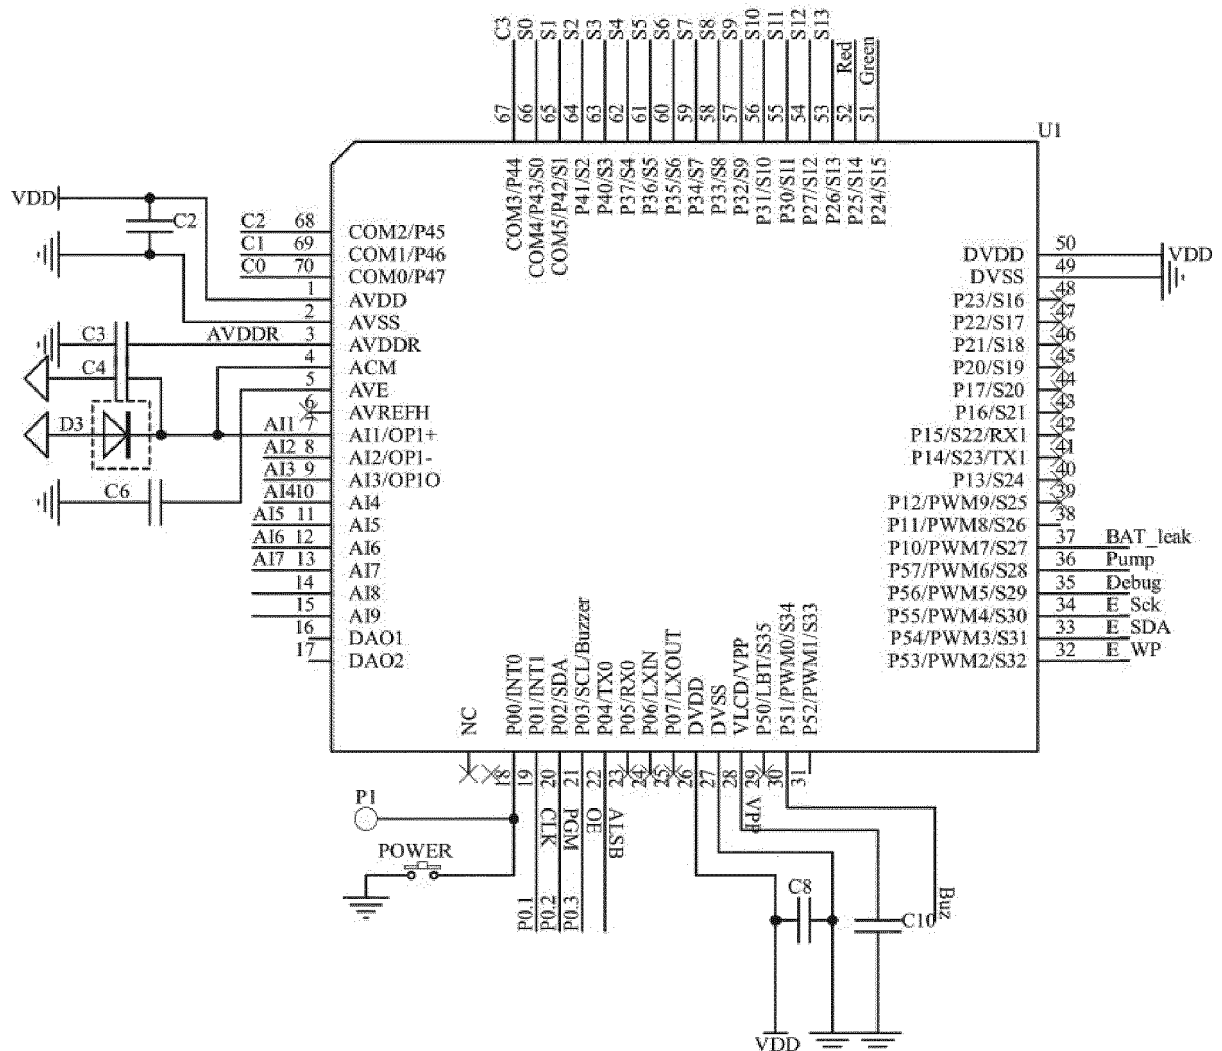 C3 S0 S1 S2 S3 S4 S5 S6 S7 S8 S9 S10 S11 S12 S13 Red Green
67 66 65 64 63 62 61 60 59 58 57 56 55 54 53 52 51
U1
COM3/P44 COM4/P43/S0 COM5/P42/S1 P41/S2 P40/S3 P37/S4 P36/S5 P35/S6 P34/S7 P33/S8 P32/S9 P31/S10 P30/S11 P27/S12 P26/S13 P25/S14 P24/S15
VDD
C2
C2 68 COM2/P45
C1 69 COM1/P46
C0 70 COM0/P47
1 AVDD
2 AVSS
C3 AVDDR 3 AVDDR
C4 4 ACM
5 AVE
6 AVREFH
D3 AI1 7 AI1/OP1+
AI2 8 AI2/OP1-
AI3 9 AI3/OP1O
C6 AI4 10 AI4
AI5 11 AI5
AI6 12 AI6
AI7 13 AI7
14 AI8
15 AI9
16 DAO1
17 DAO2
DVDD 50 VDD
DVSS 49
P23/S16 48
P22/S17 47
P21/S18 46
P20/S19 45
P17/S20 44
P16/S21 43
P15/S22/RX1 42
P14/S23/TX1 41
P13/S24 40
P12/PWM9/S25 39
P11/PWM8/S26 38
P10/PWM7/S27 37 BAT_leak
P57/PWM6/S28 36 Pump
P56/PWM5/S29 35 Debug
P55/PWM4/S30 34 E_Sck
P54/PWM3/S31 33 E_SDA
P53/PWM2/S32 32 E_WP
NC P00/INT0 P01/INT1 P02/SDA P03/SCL/Buzzer P04/TX0 P05/RX0 P06/LXIN P07/LXOUT DVDD DVSS VLCD/VPP P50/LBT/S35 P51/PWM0/S34 P52/PWM1/S33
18 19 20 21 22 23 24 25 26 27 28 29 30 31
P1
CLK PGM OE ALSB VPP
POWER
P0.1 P0.2 P0.3
C8 Buz
C10
VDD